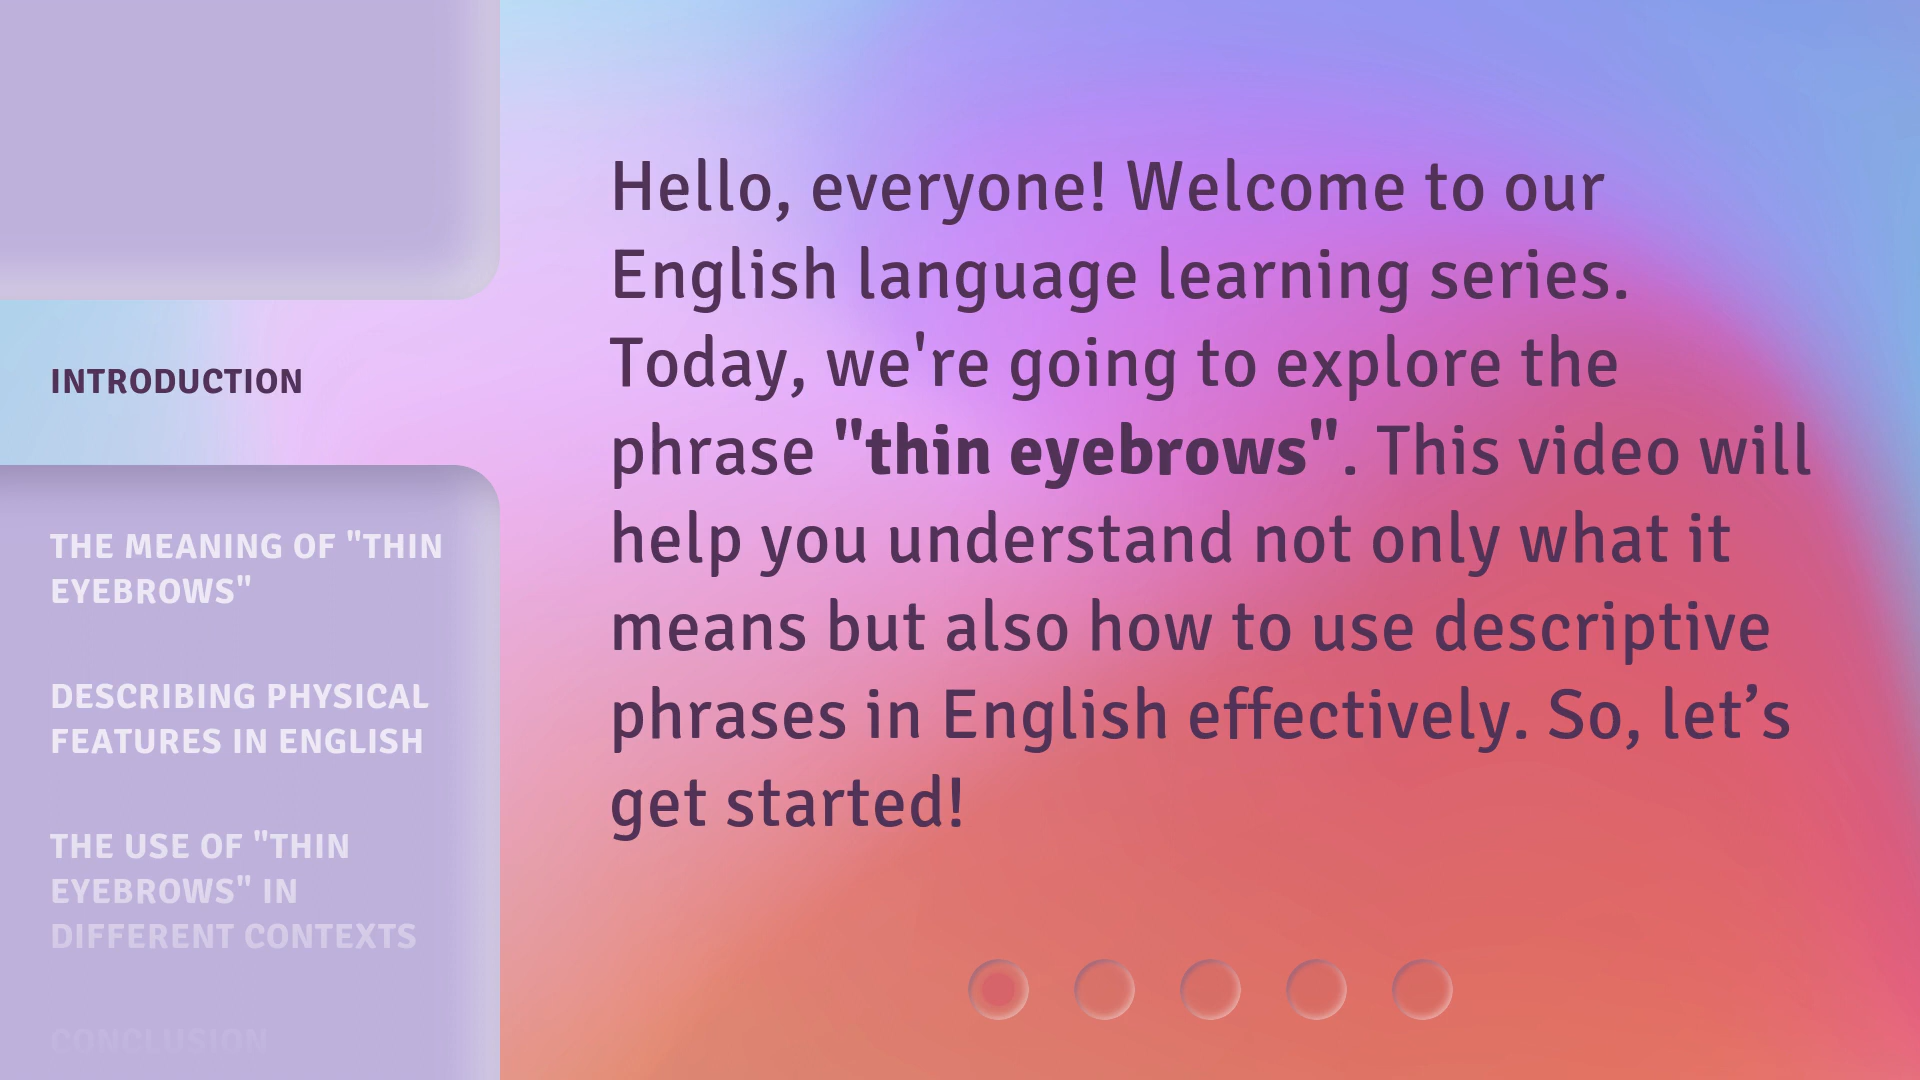 INTRODUCTION
THE MEANING OF "THIN
EYEBROWS"
DESCRIBING PHYSICAL
FEATURES IN ENGLISH
THE USE OF "THIN
EYEBROWS" IN
DIFFERENT CONTEXTS
CONCLUSION
Hello, everyone! Welcome to our
English language learning series.
Today, we're going to explore the
phrase "thin eyebrows". This video will
help you understand not only what it
means but also how to use descriptive
phrases in English effectively. So, let’s
get started!